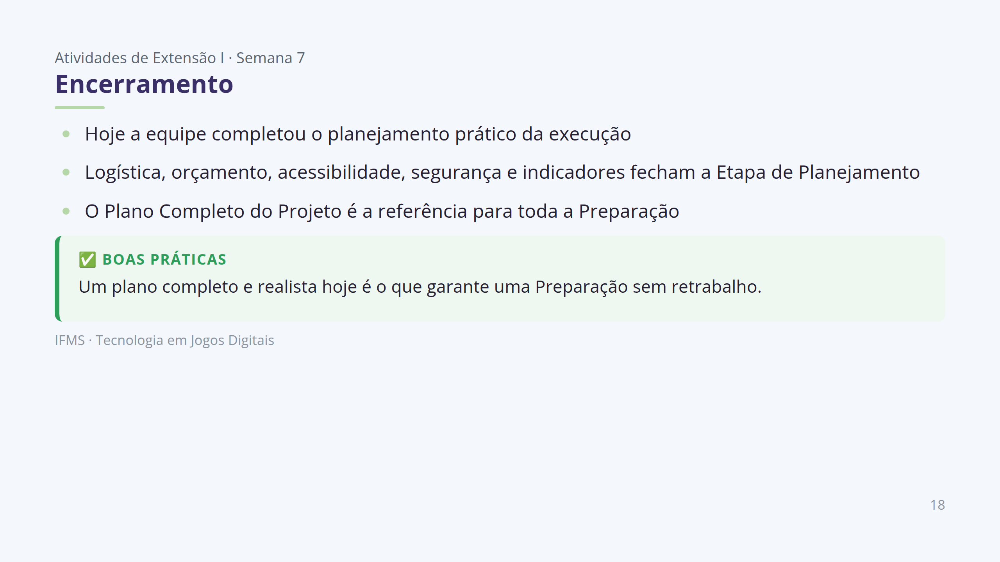 Atividades de Extensão I · Semana 7
Encerramento
Hoje a equipe completou o planejamento prático da execução
Logística, orçamento, acessibilidade, segurança e indicadores fecham a Etapa de Planejamento
O Plano Completo do Projeto é a referência para toda a Preparação
✅ BOAS PRÁTICAS
Um plano completo e realista hoje é o que garante uma Preparação sem retrabalho.
IFMS · Tecnologia em Jogos Digitais
18